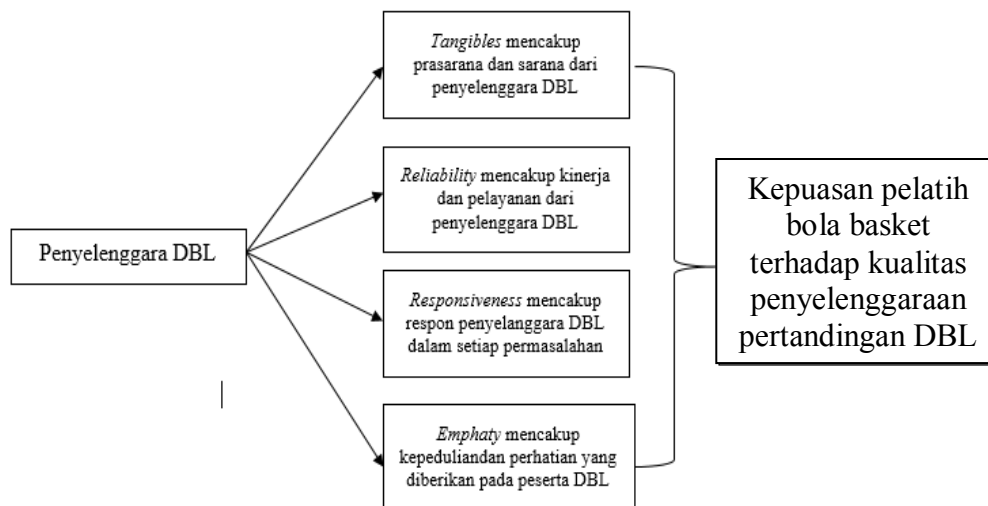 Penyelenggara DBL
Tangibles mencakup
prasarana dan sarana dari
penyelenggara DBL
Reliability mencakup kinerja
dan pelayanan dari
penyelenggara DBL
Responsiveness mencakup
respon penyelanggara DBL
dalam setiap permasalahan
Emphaty mencakup
kepeduliandan perhatian yang
diberikan pada peserta DBL
Kepuasan pelatih
bola basket
terhadap kualitas
penyelenggaraan
pertandingan DBL